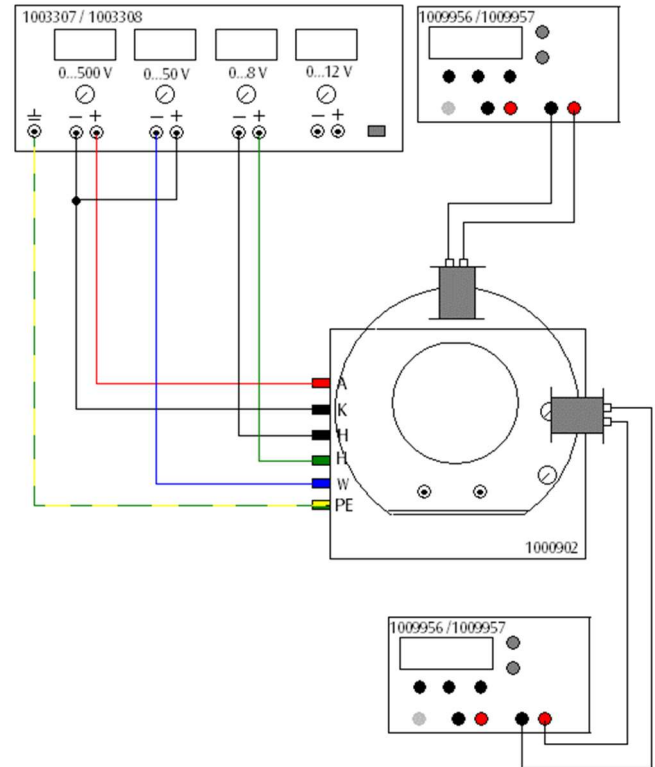 1003307 / 1003308
1009956 /1009957
0...500 V 0...50 V 0...8 V 0...12 V
− + − + − + − +
A
K
H
H
W
PE
1000902
1009956 /1009957